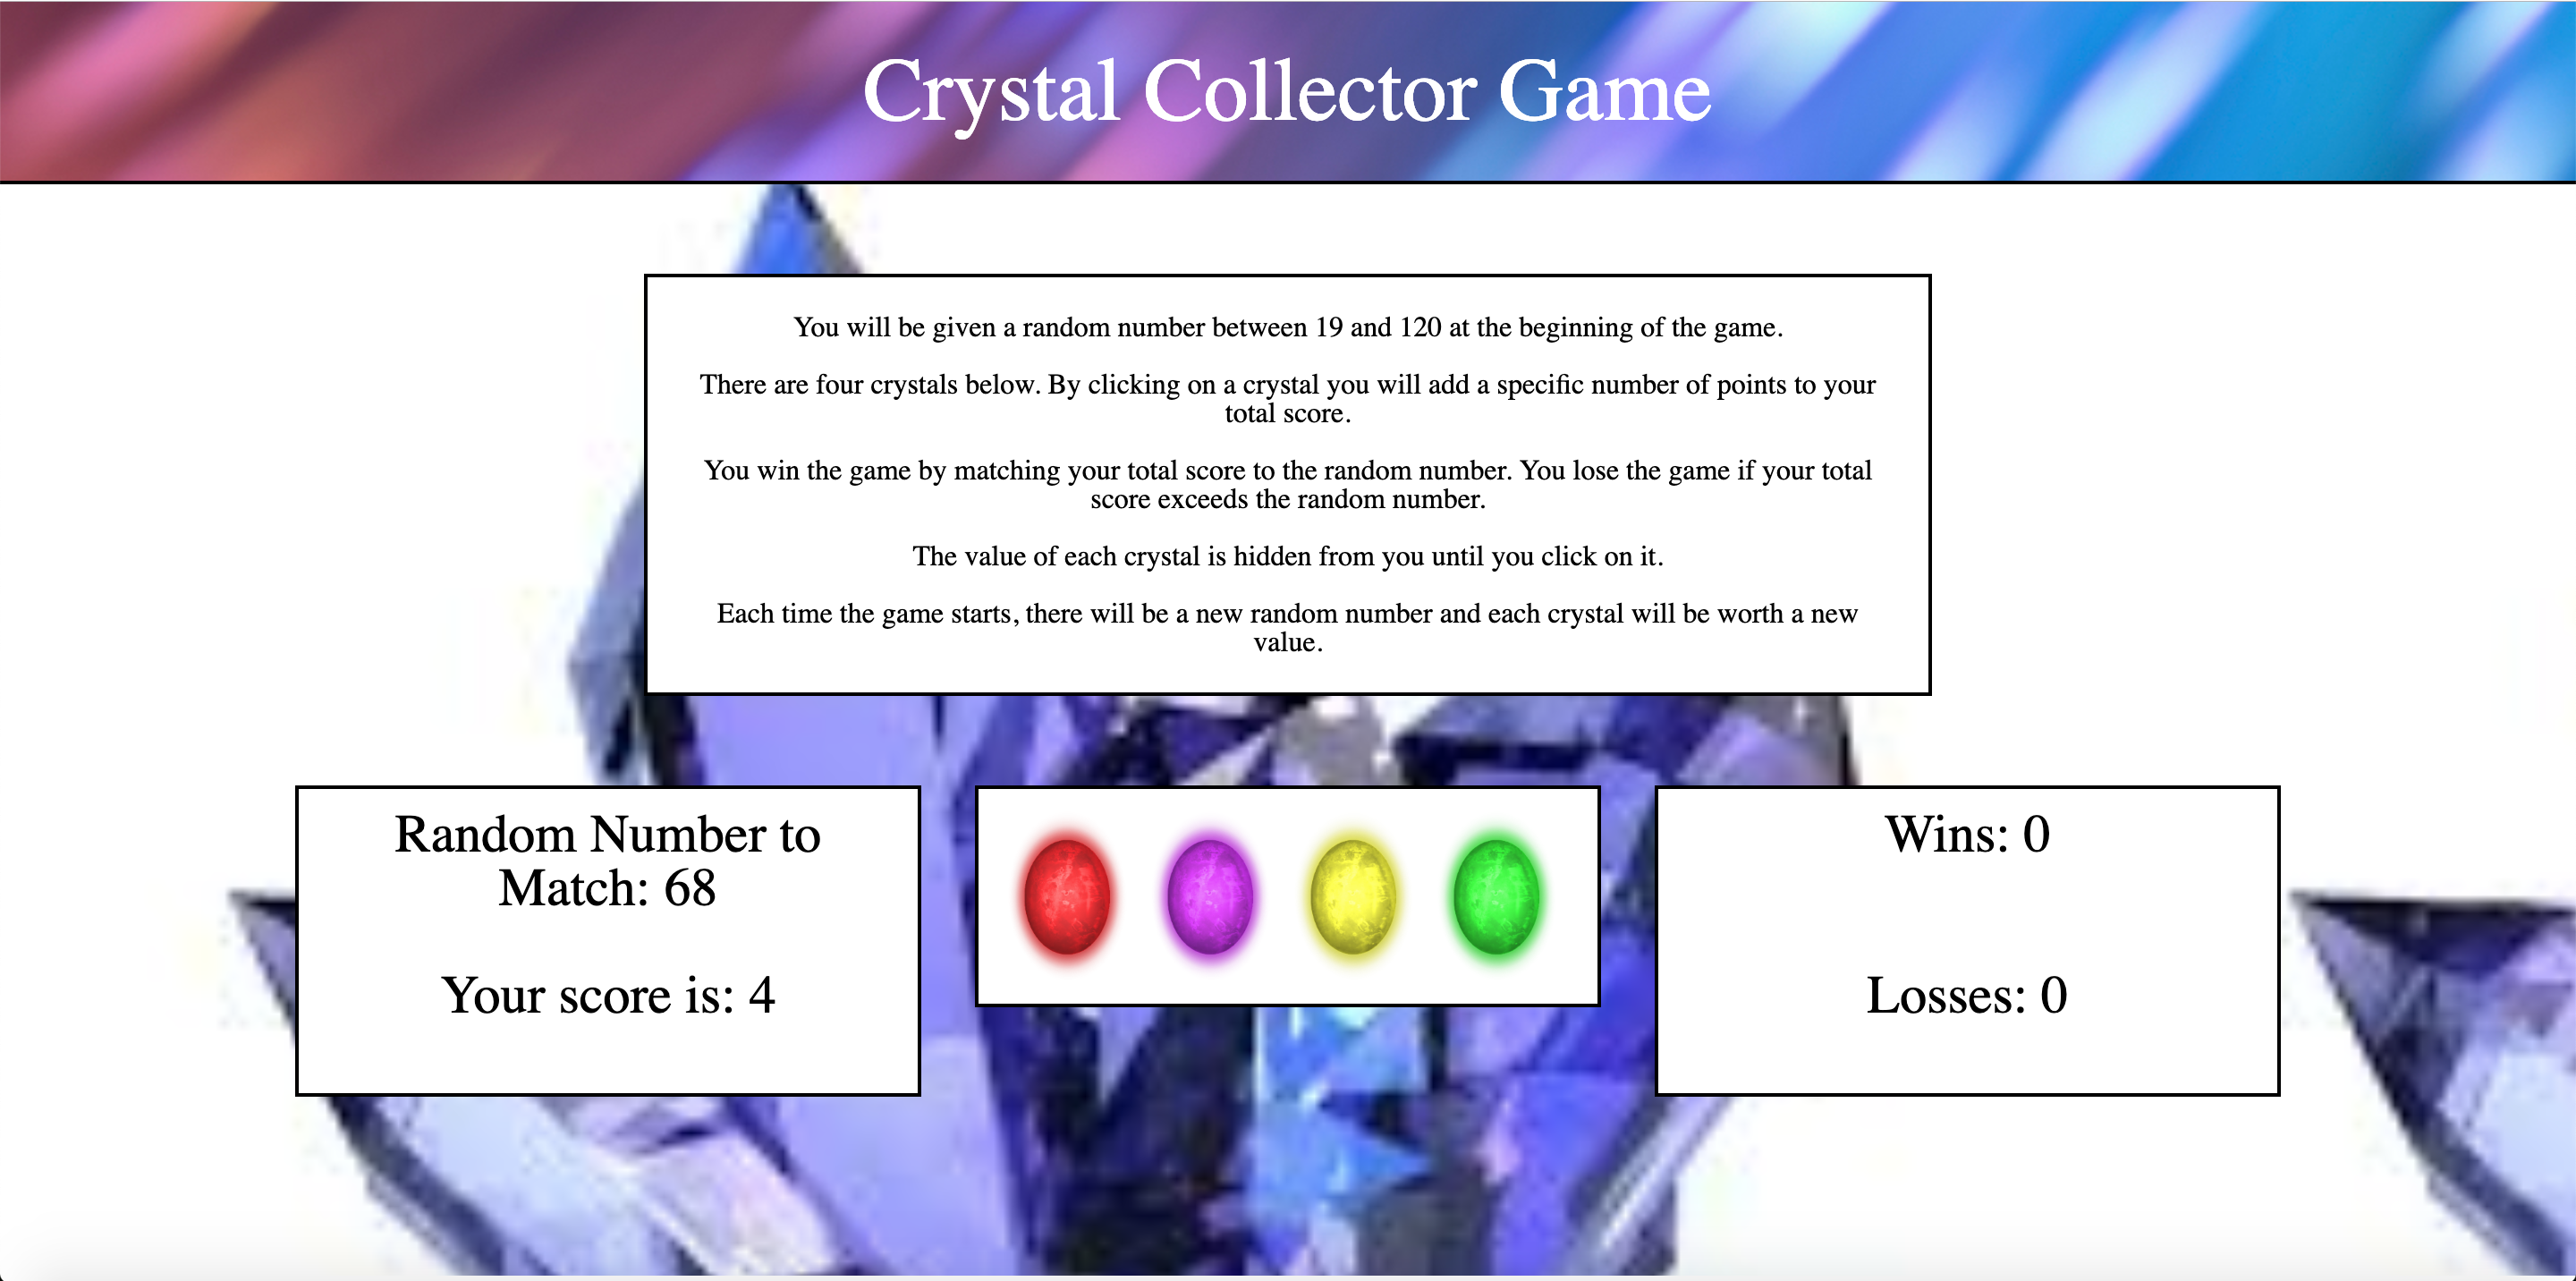 Crystal Collector Game
You will be given a random number between 19 and 120 at the beginning of the game.
There are four crystals below. By clicking on a crystal you will add a specific number of points to your
total score.
You win the game by matching your total score to the random number. You lose the game if your total
score exceeds the random number.
The value of each crystal is hidden from you until you click on it.
Each time the game starts, there will be a new random number and each crystal will be worth a new
value.
Random Number to
Match: 68
Your score is: 4
Wins: 0
Losses: 0